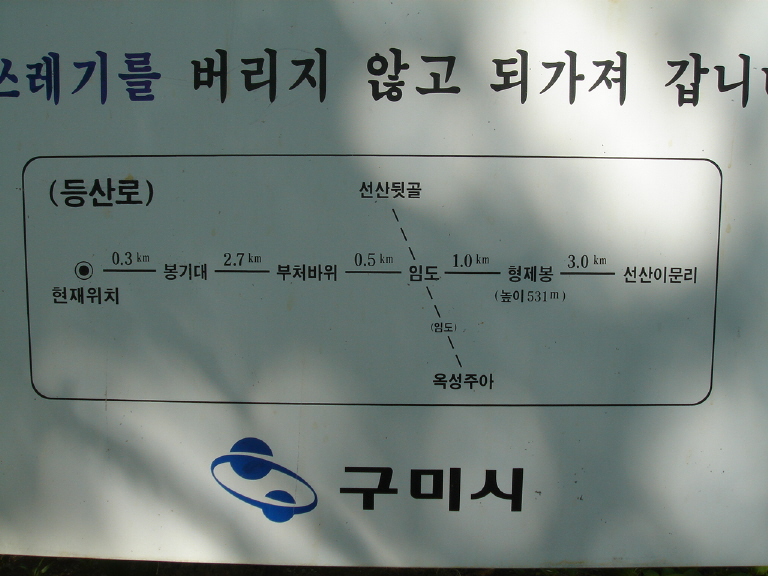 쓰레기를 버리지 않고 되가져 갑니
(등산로)
선산뒷골
0.3 km 2.7 km 0.5 km 1.0 km 3.0 km
현재위치 봉기대 부처바위 임도 형제봉 선산이문리
(높이 531m)
(임도)
옥성주아
구미시